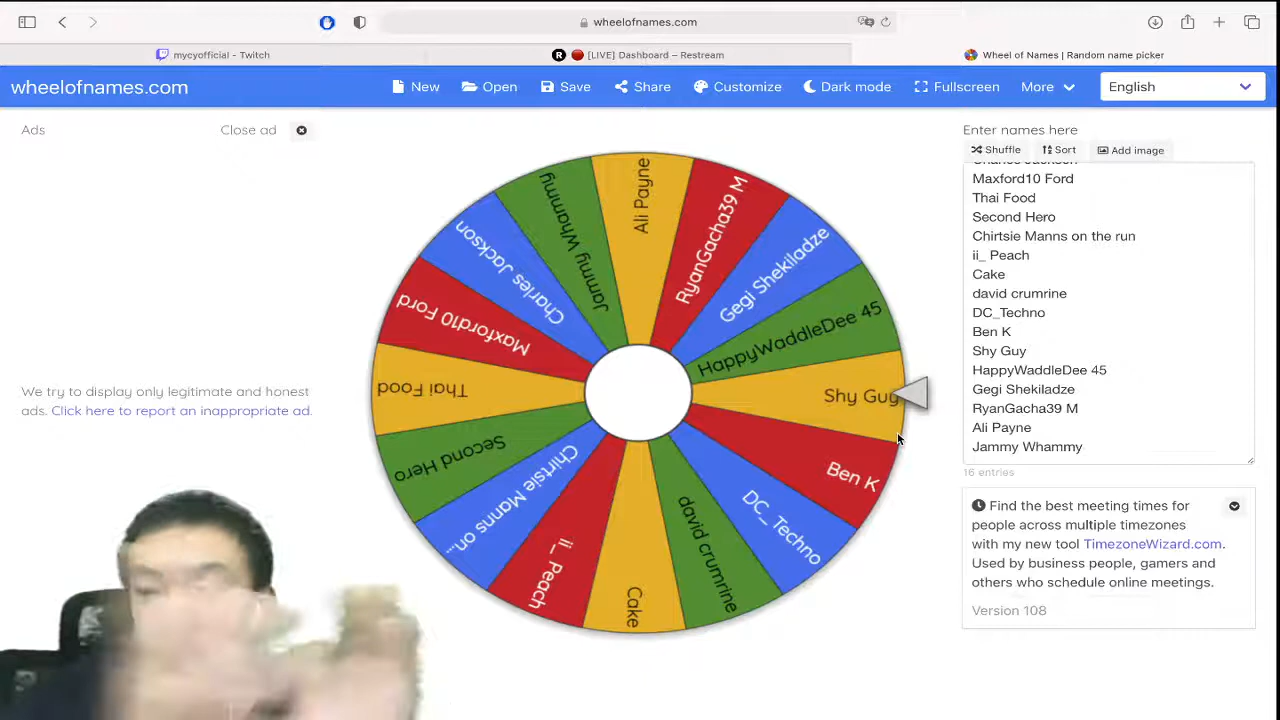 wheelofnames.com
mycyofficial - Twitch
R [LIVE] Dashboard – Restream
Wheel of Names | Random name picker
wheelofnames.com
New
Open
Save
Share
Customize
Dark mode
Fullscreen
More
English
Ads
Close ad
We try to display only legitimate and honest
ads. Click here to report an inappropriate ad.
Ali Payne
RyanGacha39 M
Gegi Shekiladze
HappyWaddleDee 45
Shy Guy
Ben K
DC_Techno
david crumrine
Cake
ii_ Peach
Chirtsie Manns on...
Second Hero
Thai Food
Maxford10 Ford
Charles Jackson
Jammy Whammy
Enter names here
Shuffle
Sort
Add image
Charles Jackson
Maxford10 Ford
Thai Food
Second Hero
Chirtsie Manns on the run
ii_ Peach
Cake
david crumrine
DC_Techno
Ben K
Shy Guy
HappyWaddleDee 45
Gegi Shekiladze
RyanGacha39 M
Ali Payne
Jammy Whammy
16 entries
Find the best meeting times for
people across multiple timezones
with my new tool TimezoneWizard.com.
Used by business people, gamers and
others who schedule online meetings.
Version 108